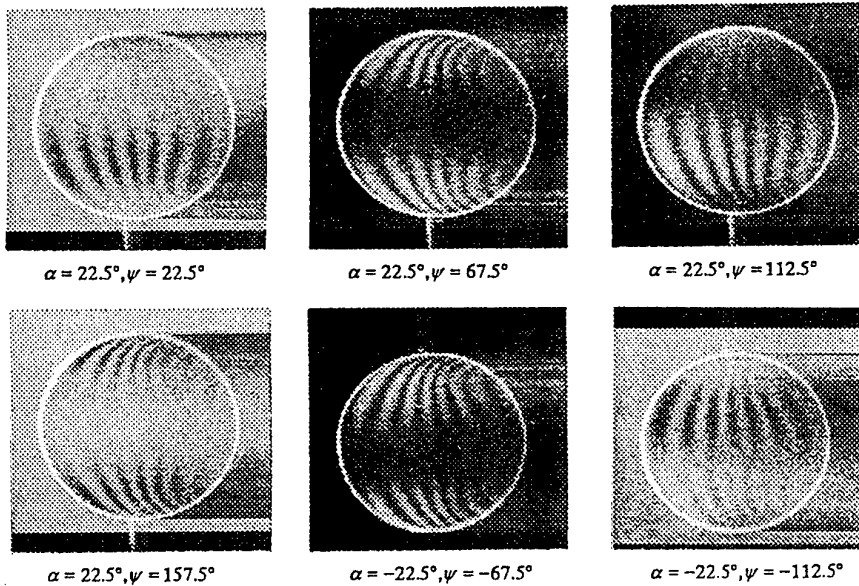 α = 22.5°, ψ = 22.5°
α = 22.5°, ψ = 67.5°
α = 22.5°, ψ = 112.5°
α = 22.5°, ψ = 157.5°
α = −22.5°, ψ = −67.5°
α = −22.5°, ψ = −112.5°